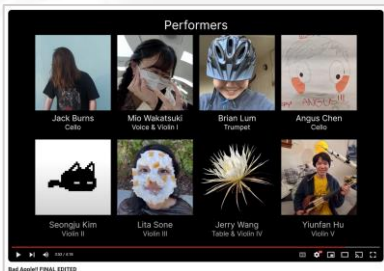 Performers
Jack Burns
Cello
Mio Wakatsuki
Voice & Violin I
Brian Lum
Trumpet
ANGUS!!!
Angus Chen
Cello
Seongju Kim
Violin II
Lita Sone
Violin III
Jerry Wang
Table & Violin IV
Yiunfan Hu
Violin V
Bad Apple!! FINAL EDITED